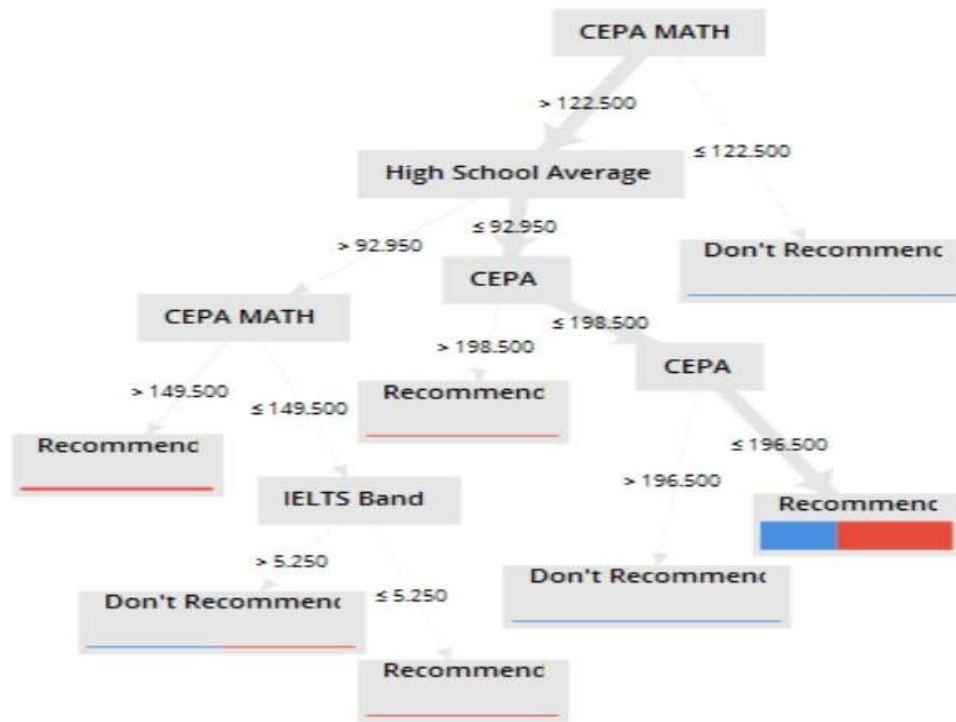 CEPA MATH
> 122.500
≤ 122.500
High School Average
> 92.950
≤ 92.950
Don't Recommenc
CEPA
CEPA MATH
> 198.500
≤ 198.500
CEPA
> 149.500
≤ 149.500
Recommenc
Recommenc
≤ 196.500
> 196.500
IELTS Band
Recommenc
> 5.250
≤ 5.250
Don't Recommenc
Don't Recommenc
Recommenc